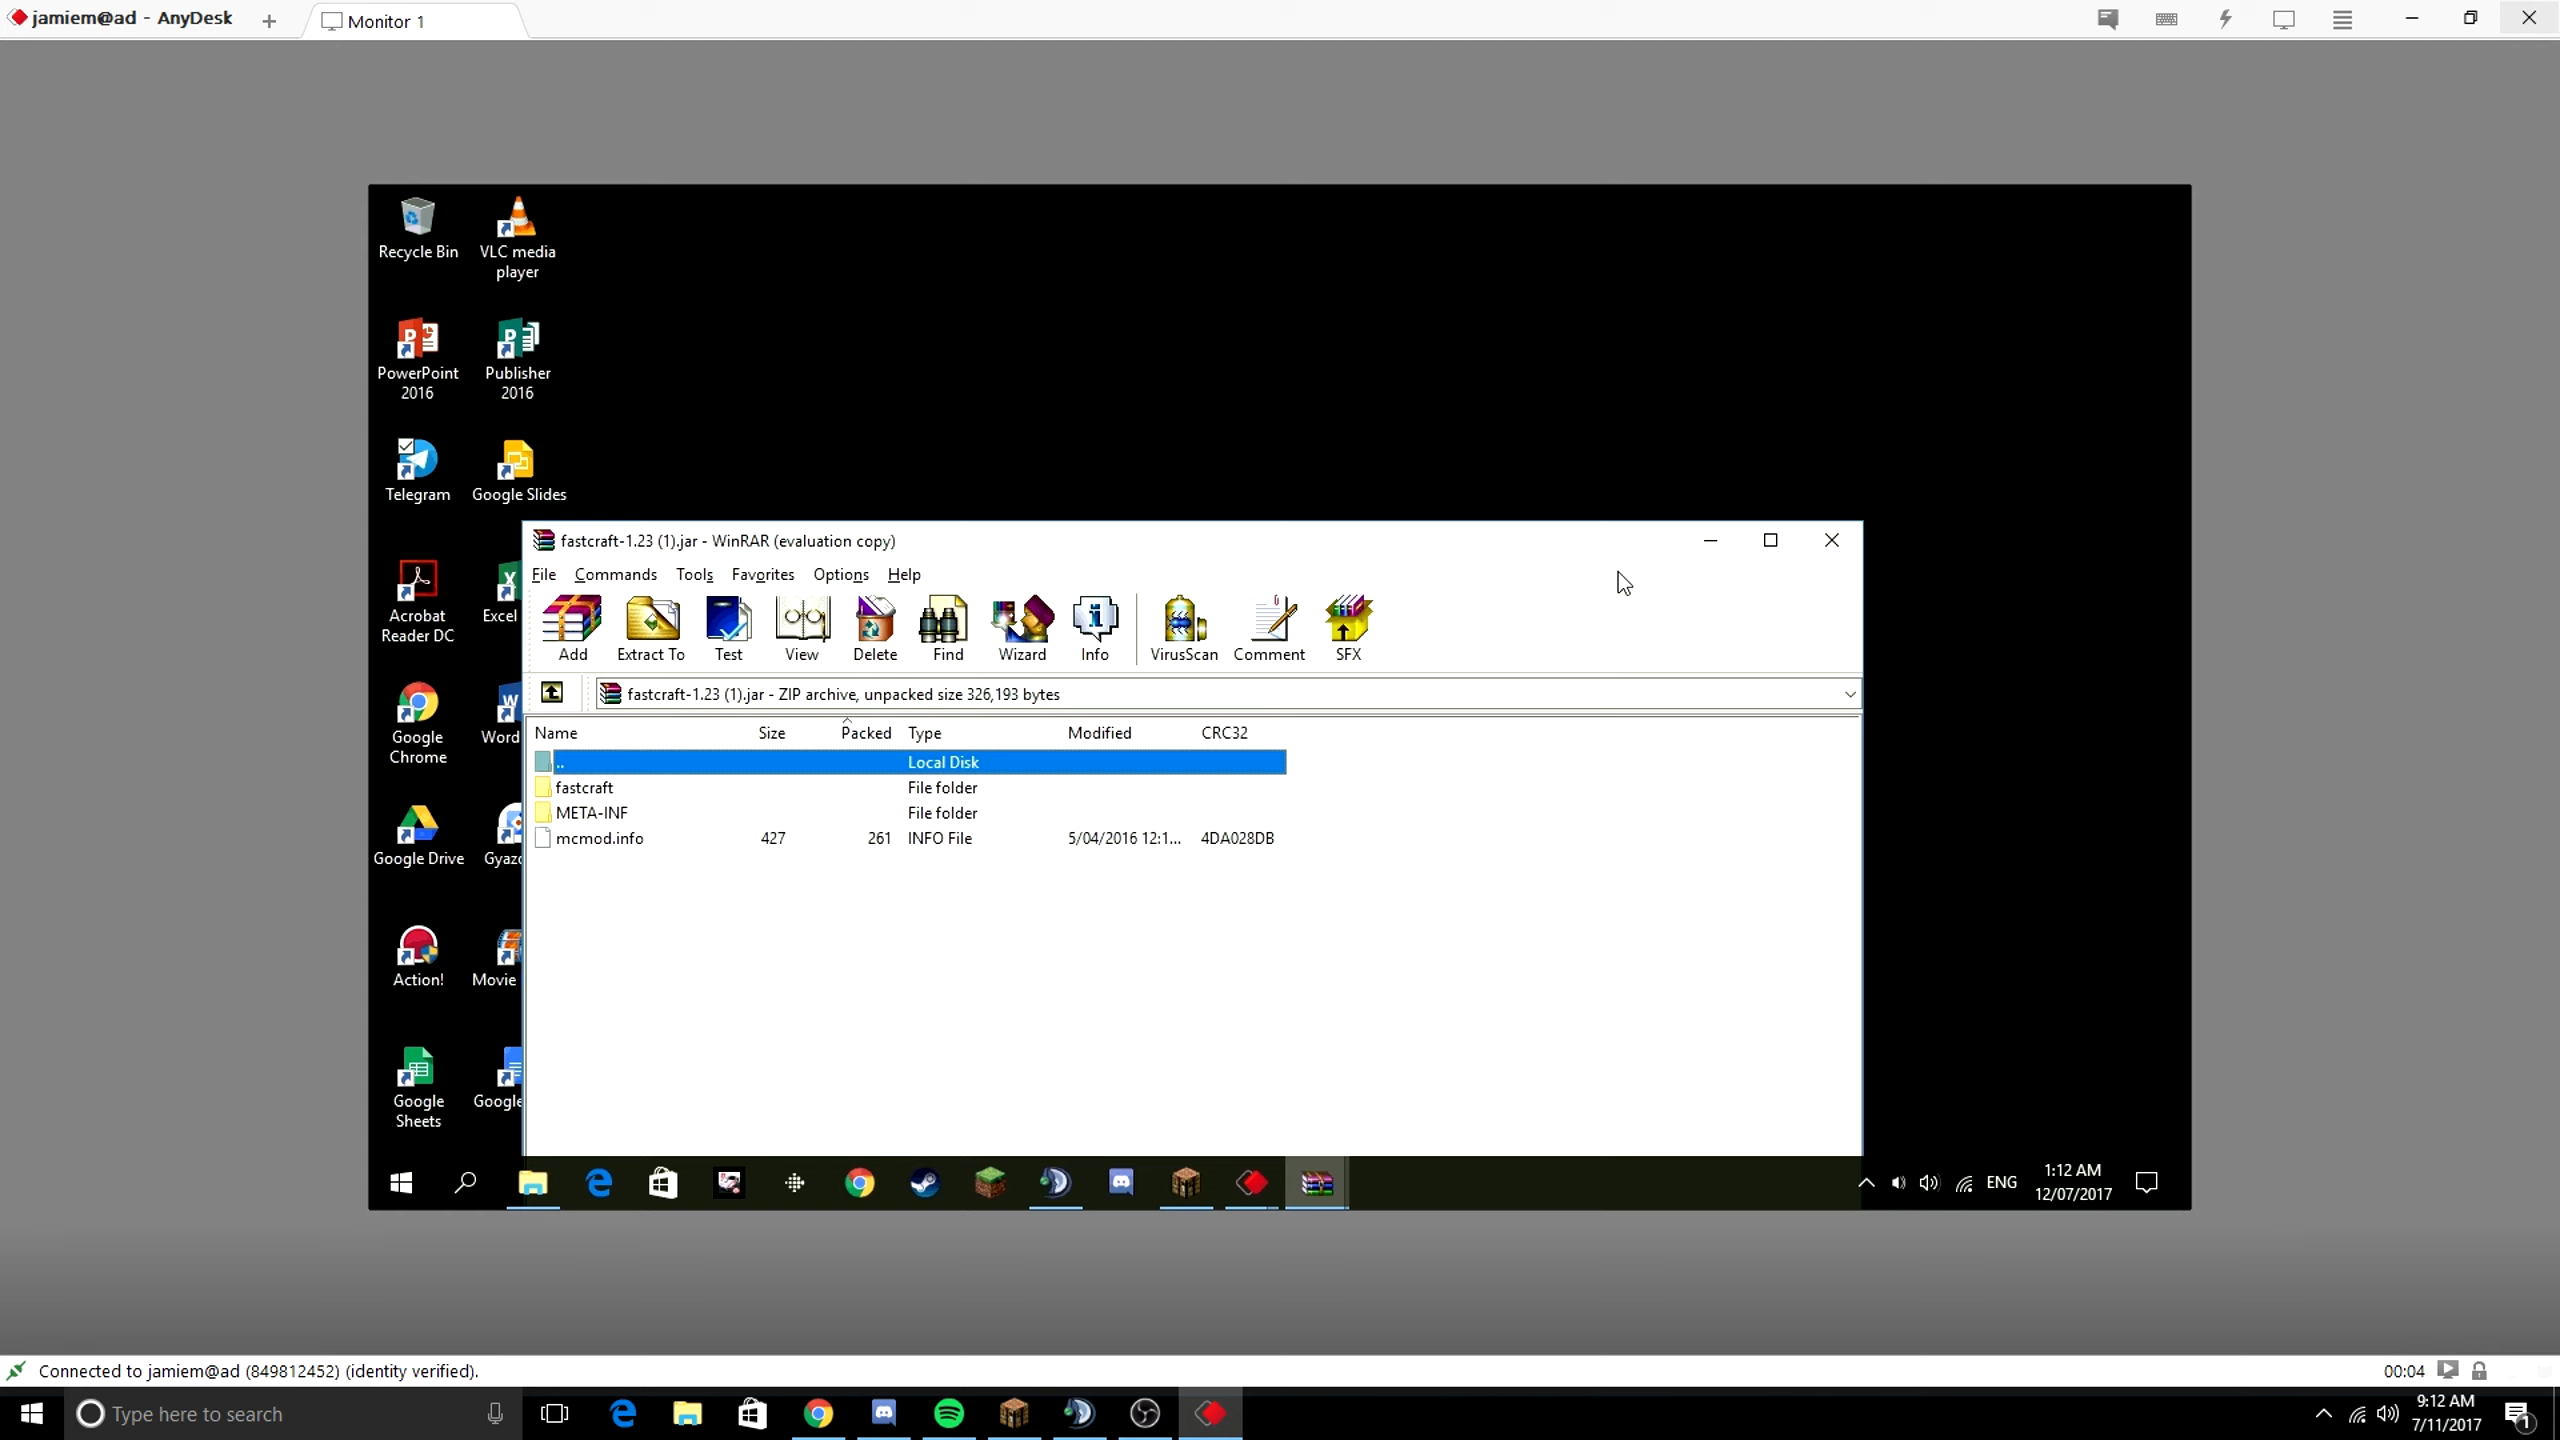 jamiem@ad - AnyDesk
Monitor 1
Recycle Bin
VLC media
player
PowerPoint
2016
Publisher
2016
Telegram
Google Slides
Acrobat
Reader DC
Excel
Google
Chrome
Word
Google Drive
Gyazo
Action!
Movie
Google
Sheets
Google
fastcraft-1.23 (1).jar - WinRAR (evaluation copy)
File Commands Tools Favorites Options Help
Add Extract To Test View Delete Find Wizard Info VirusScan Comment SFX
fastcraft-1.23 (1).jar - ZIP archive, unpacked size 326,193 bytes
Name Size Packed Type Modified CRC32
.. Local Disk
fastcraft File folder
META-INF File folder
mcmod.info 427 261 INFO File 5/04/2016 12:1... 4DA028DB
ENG
1:12 AM
12/07/2017
Connected to jamiem@ad (849812452) (identity verified).
00:04
Type here to search
9:12 AM
7/11/2017
1